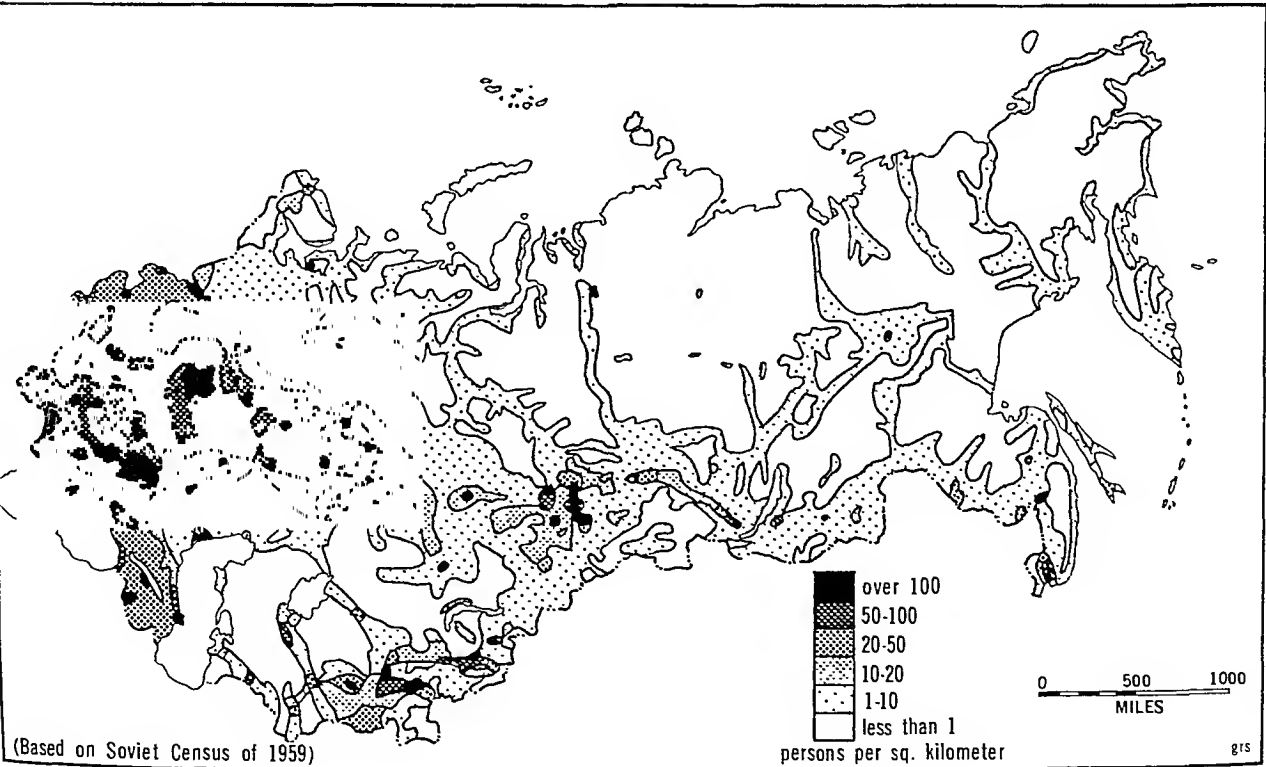 over 100
50-100
20-50
10-20
1-10
less than 1
persons per sq. kilometer
0 500 1000
MILES
(Based on Soviet Census of 1959)
grs